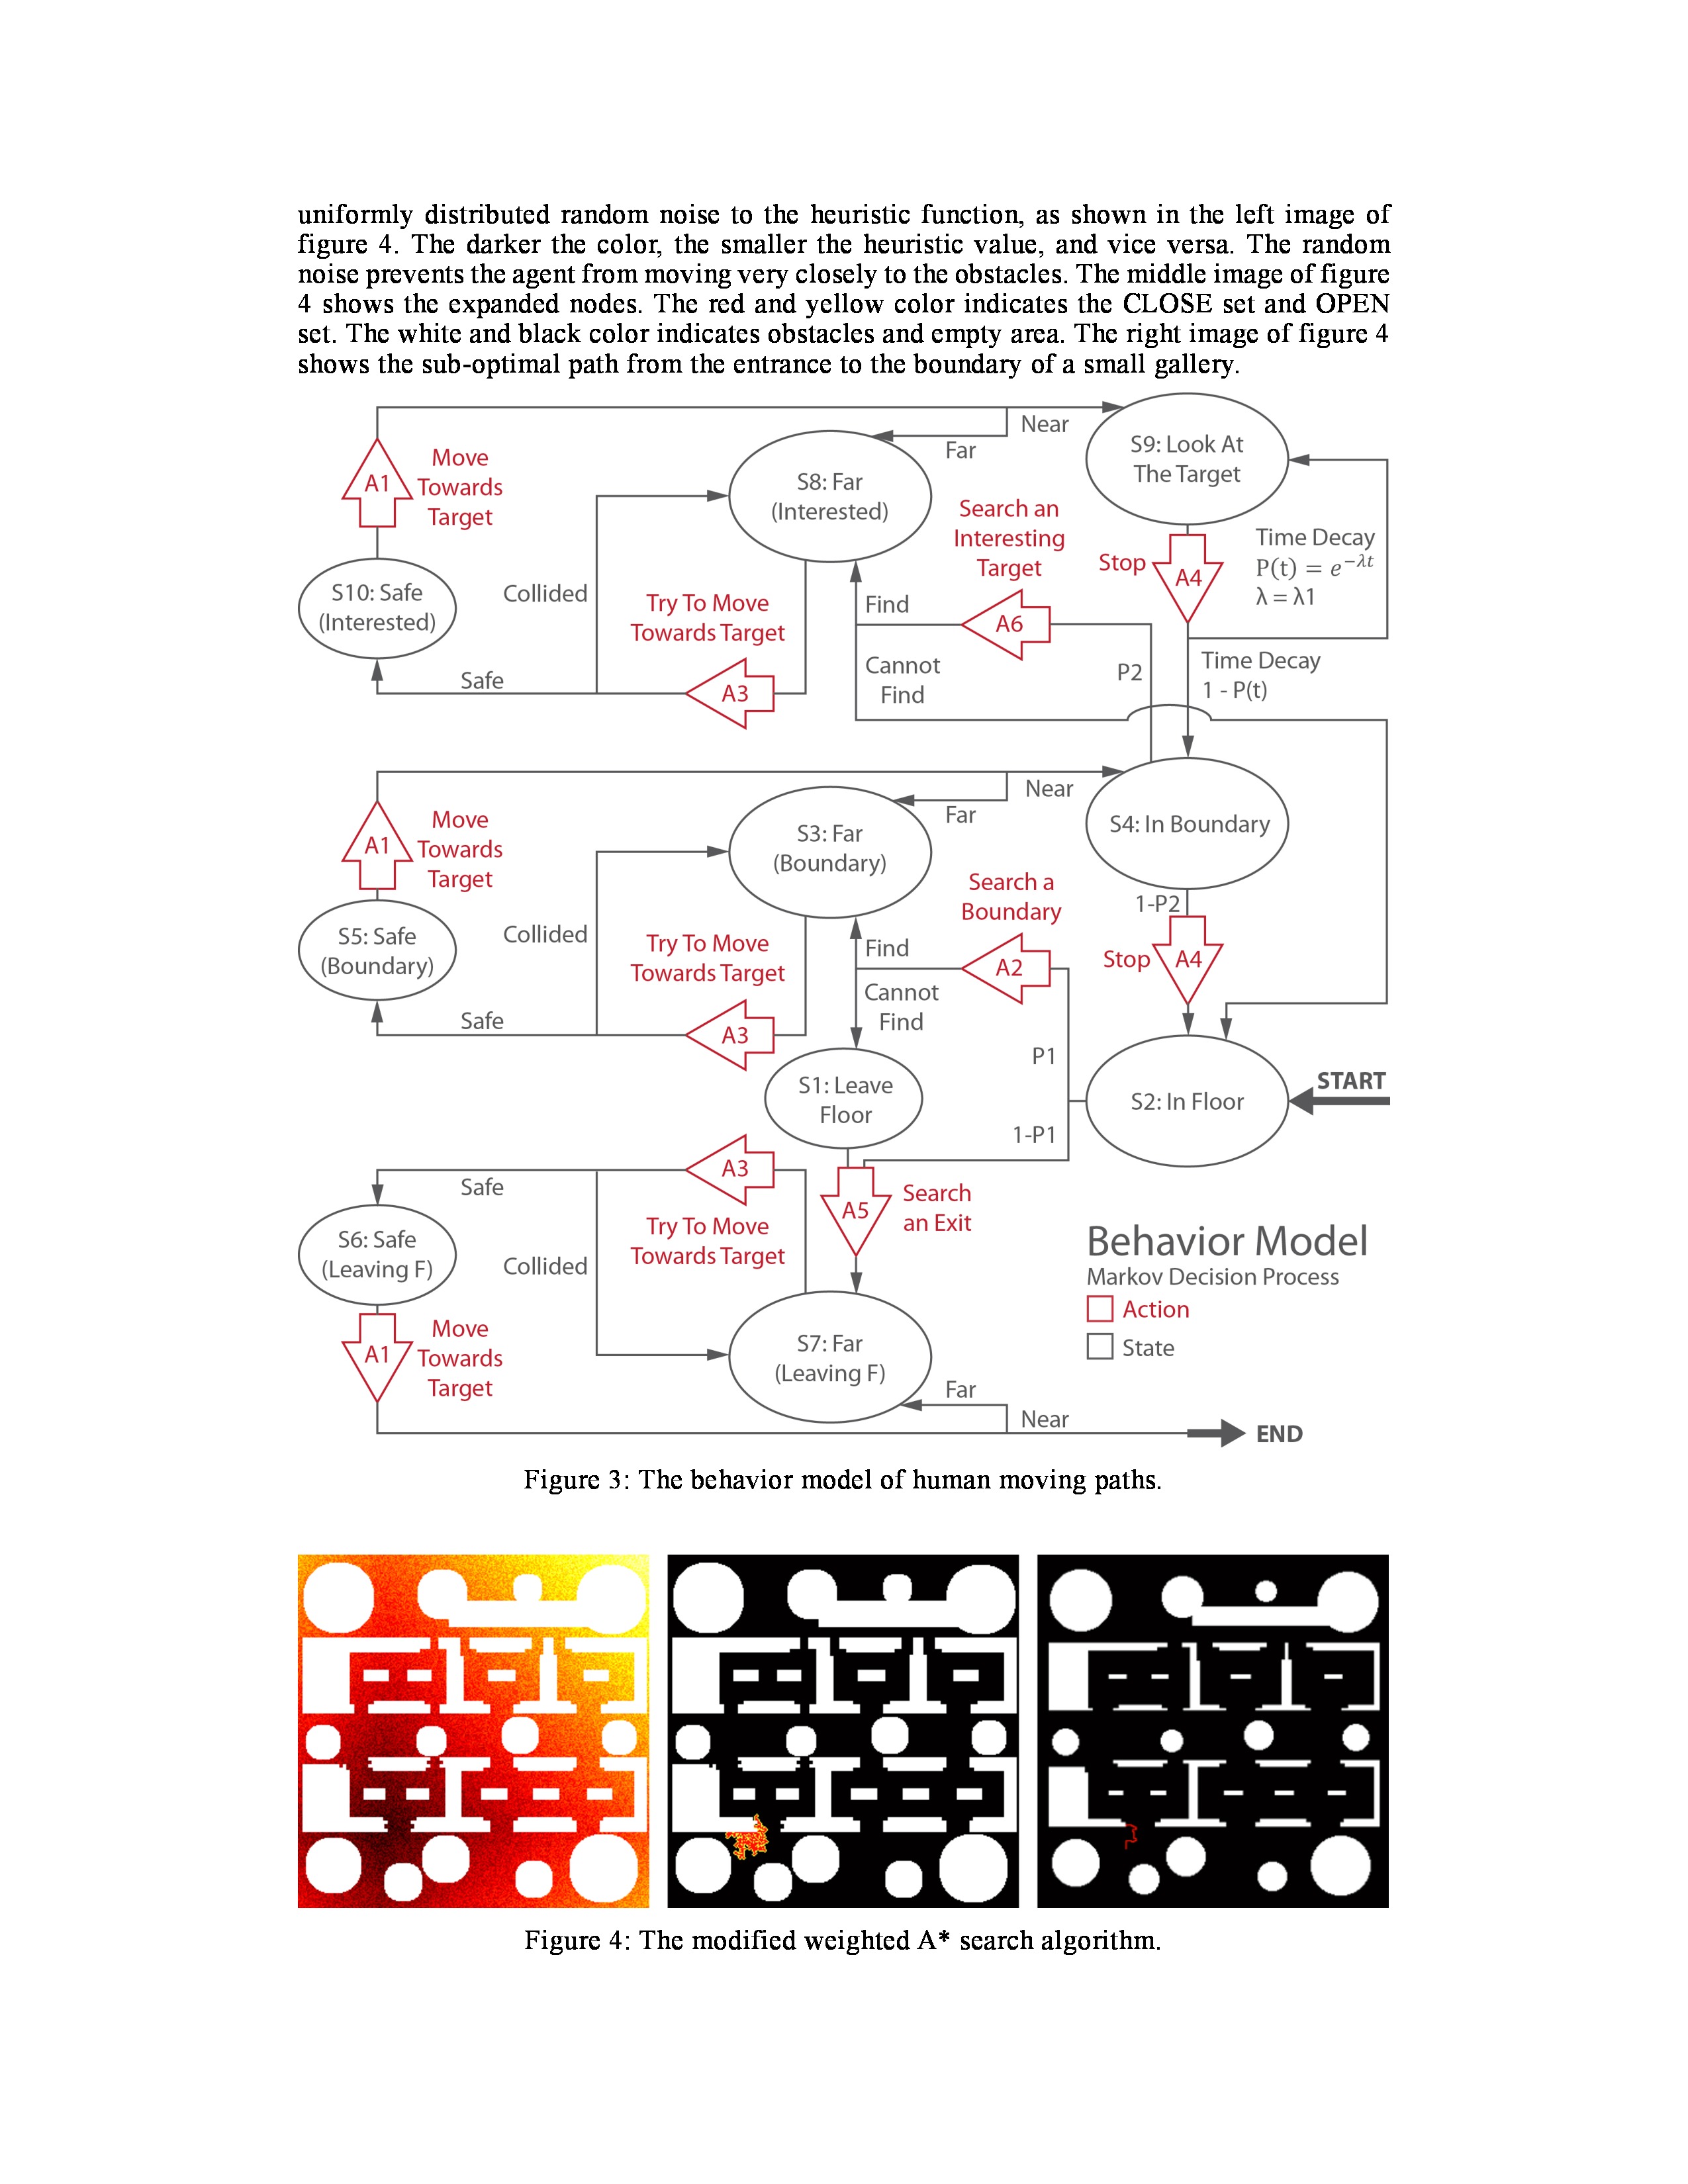 uniformly distributed random noise to the heuristic function, as shown in the left image of
figure 4. The darker the color, the smaller the heuristic value, and vice versa. The random
noise prevents the agent from moving very closely to the obstacles. The middle image of figure
4 shows the expanded nodes. The red and yellow color indicates the CLOSE set and OPEN
set. The white and black color indicates obstacles and empty area. The right image of figure 4
shows the sub-optimal path from the entrance to the boundary of a small gallery.
Near
Far
S9: Look At
The Target
A1
Move
Towards
Target
S8: Far
(Interested)
Search an
Interesting
Target
Stop
A4
Time Decay
P(t) = e^{-λt}
λ = λ1
S10: Safe
(Interested)
Collided
Try To Move
Towards Target
Find
A6
Cannot
Find
P2
Time Decay
1 - P(t)
Safe
A3
Near
Far
S4: In Boundary
A1
Move
Towards
Target
S3: Far
(Boundary)
Search a
Boundary
1-P2
Stop
A4
S5: Safe
(Boundary)
Collided
Try To Move
Towards Target
Find
A2
Cannot
Find
Safe
A3
P1
S1: Leave
Floor
S2: In Floor
START
1-P1
A3
Safe
A5
Search
an Exit
Try To Move
Towards Target
S6: Safe
(Leaving F)
Collided
A1
Move
Towards
Target
S7: Far
(Leaving F)
Far
Near
END
Behavior Model
Markov Decision Process
Action
State
Figure 3: The behavior model of human moving paths.
Figure 4: The modified weighted A* search algorithm.